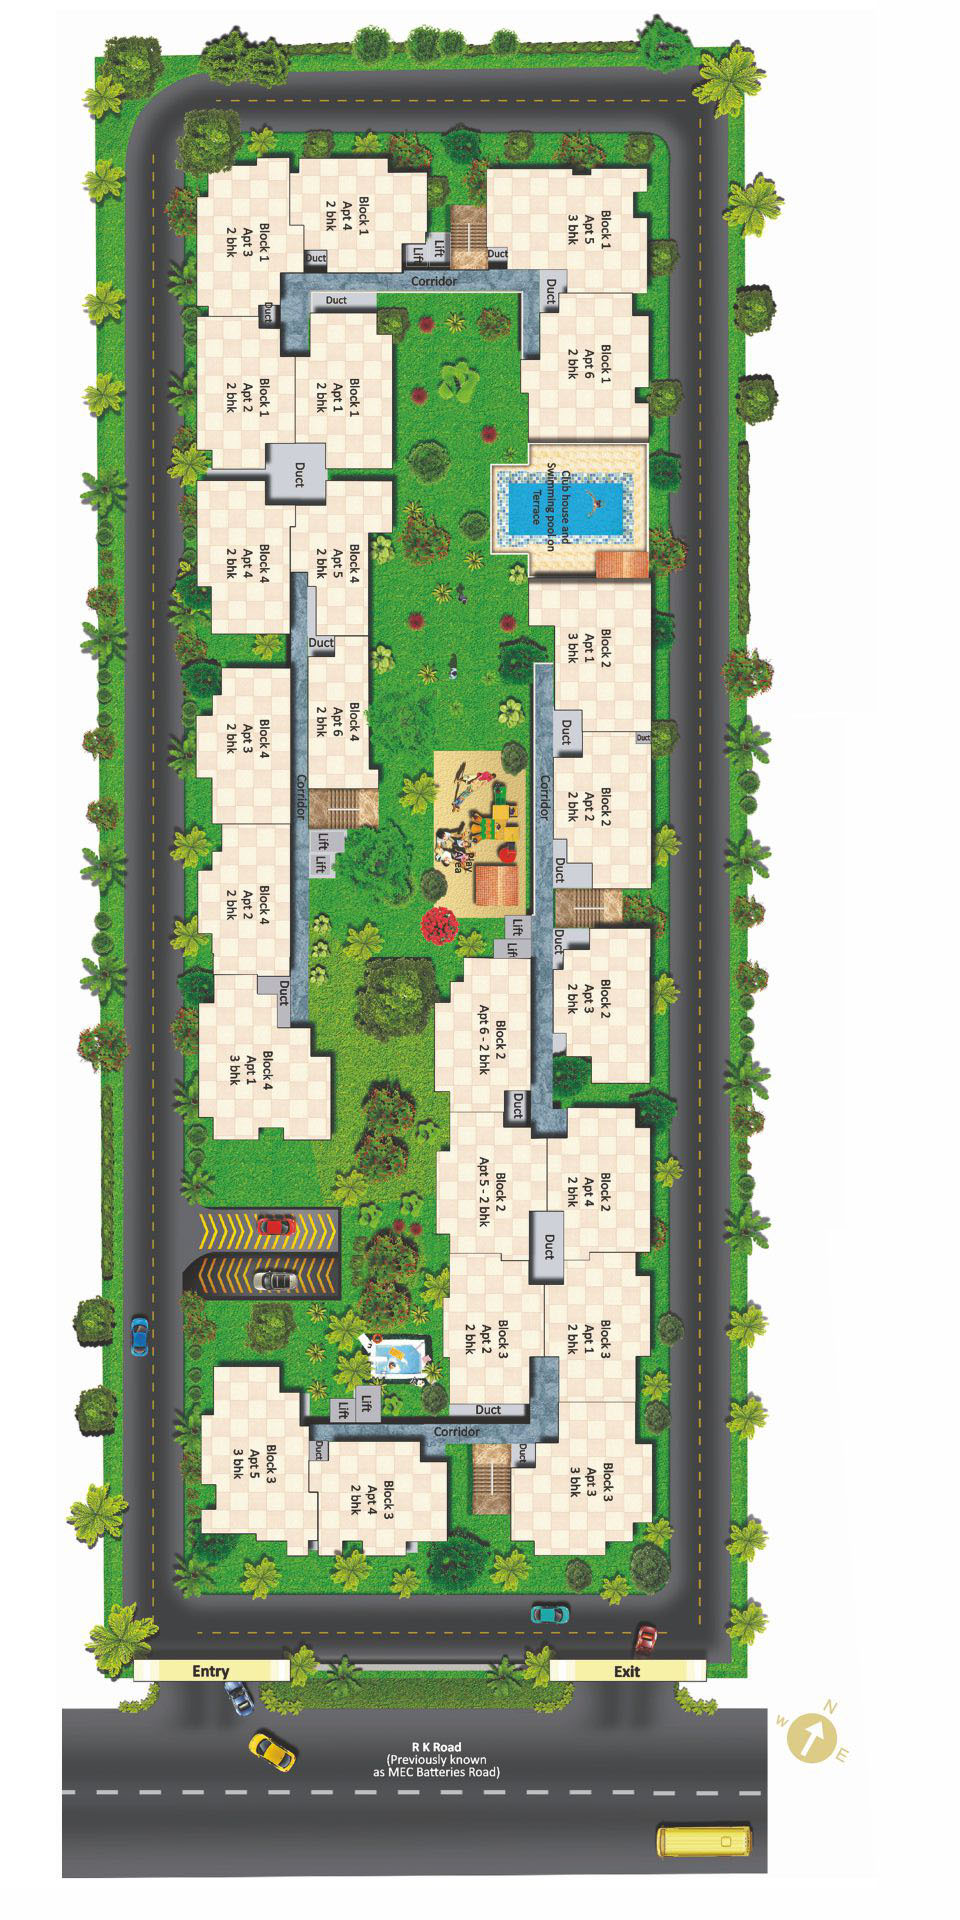 Block 1
Apt 3
2 bhk
Block 1
Apt 4
2 bhk
Duct
Lift
Lift
Duct
Block 1
Apt 5
3 bhk
Corridor
Duct
Duct
Duct
Block 1
Apt 2
2 bhk
Block 1
Apt 1
2 bhk
Block 1
Apt 6
2 bhk
Duct
Club house and
Swimming pool on
Terrace
Block 4
Apt 4
2 bhk
Block 4
Apt 5
2 bhk
Duct
Block 2
Apt 1
3 bhk
Block 4
Apt 3
2 bhk
Block 4
Apt 6
2 bhk
Duct
Duct
Corridor
Corridor
Block 2
Apt 2
2 bhk
Lift
Lift
Play
Area
Duct
Block 4
Apt 2
2 bhk
Lift
Lift
Duct
Duct
Block 2
Apt 3
2 bhk
Block 4
Apt 1
3 bhk
Block 2
Apt 6 - 2 bhk
Duct
Block 2
Apt 5 - 2 bhk
Block 2
Apt 4
2 bhk
Duct
Block 3
Apt 2
2 bhk
Block 3
Apt 1
2 bhk
Lift
Lift
Duct
Corridor
Duct
Duct
Block 3
Apt 5
3 bhk
Block 3
Apt 4
2 bhk
Block 3
Apt 3
3 bhk
Entry
Exit
R K Road
(Previously known
as MEC Batteries Road)
N
W
E